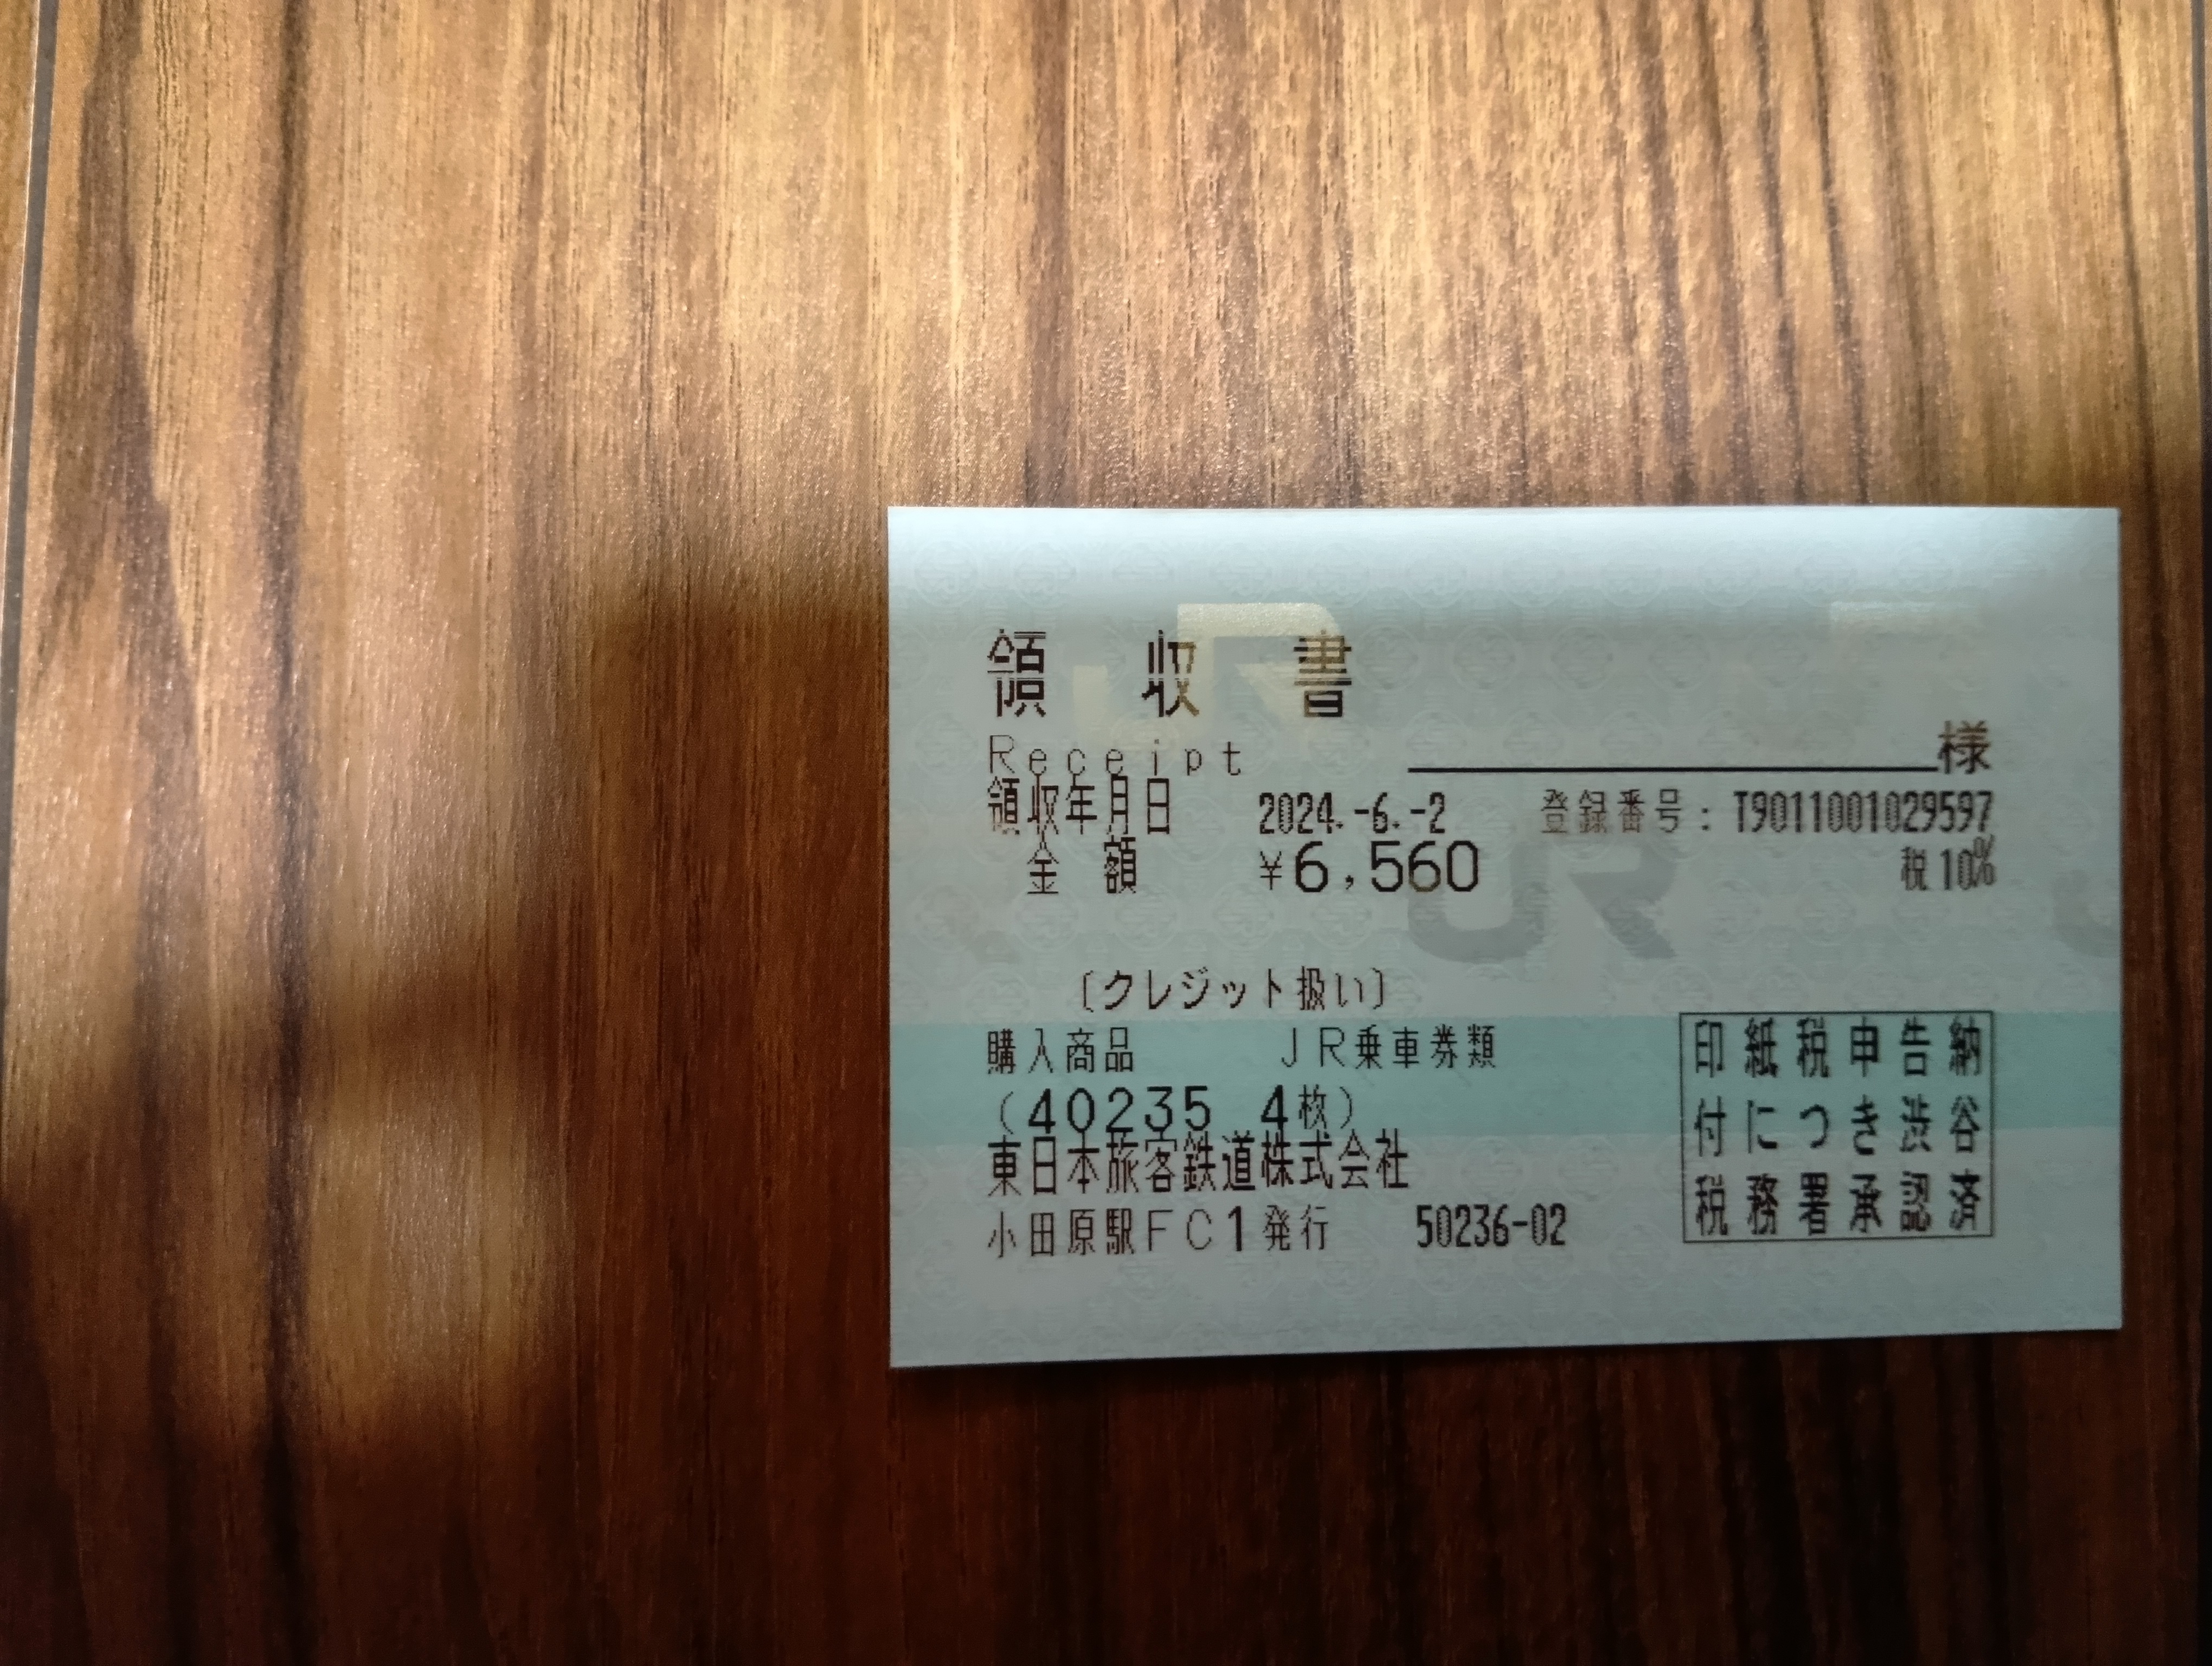 領収書
Receipt
様
領収年月日 2024.-6.-2 登録番号:T9011001029597
金額 ¥6,560 税10%
〔クレジット扱い〕
購入商品 JR乗車券類
(40235 4枚)
東日本旅客鉄道株式会社
小田原駅FC1発行 50236-02
印紙税申告納
付につき渋谷
税務署承認済
JR
JR